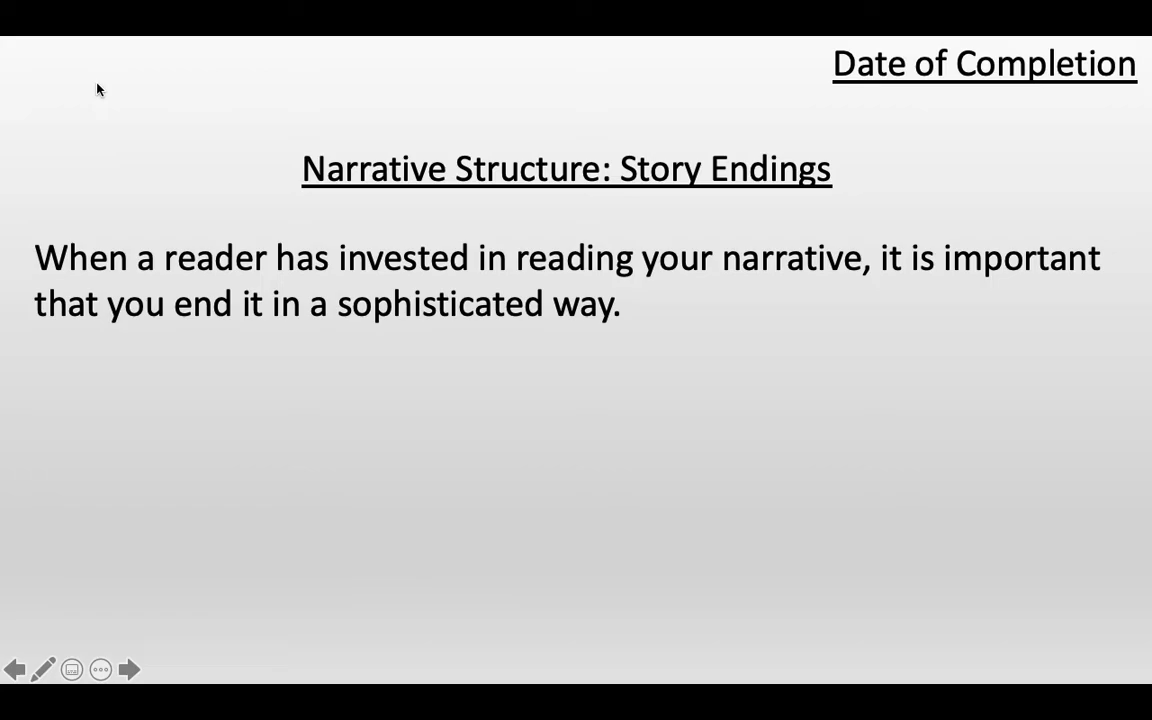 Date of Completion
Narrative Structure: Story Endings
When a reader has invested in reading your narrative, it is important
that you end it in a sophisticated way.